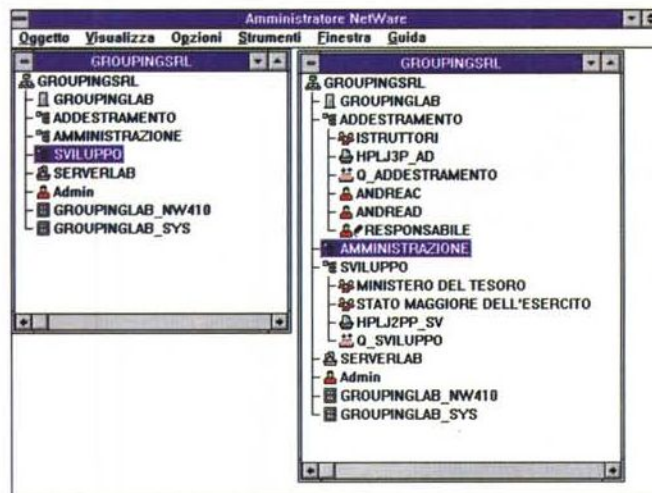 Amministratore NetWare
Oggetto Visualizza Opzioni Strumenti Finestra Guida
GROUPINGSRL
GROUPINGSRL
GROUPINGLAB
ADDESTRAMENTO
AMMINISTRAZIONE
SVILUPPO
SERVERLAB
Admin
GROUPINGLAB_NW410
GROUPINGLAB_SYS
GROUPINGSRL
GROUPINGSRL
GROUPINGLAB
ADDESTRAMENTO
ISTRUTTORI
HPLJ3P_AD
Q_ADDESTRAMENTO
ANDREAC
ANDREAD
RESPONSABILE
AMMINISTRAZIONE
SVILUPPO
MINISTERO DEL TESORO
STATO MAGGIORE DELL'ESERCITO
HPLJ2PP_SV
Q_SVILUPPO
SERVERLAB
Admin
GROUPINGLAB_NW410
GROUPINGLAB_SYS